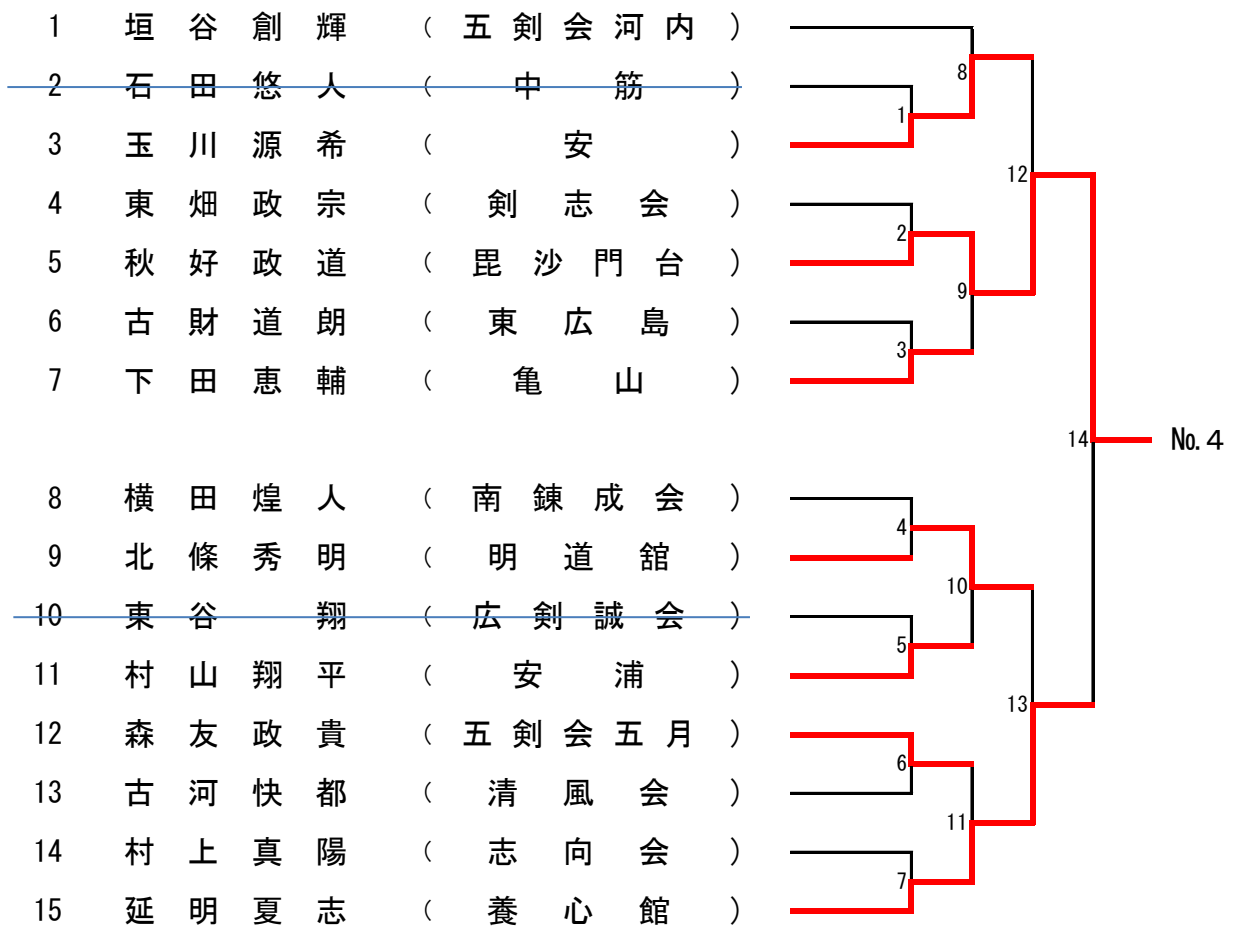 1 垣谷創輝 (五剣会河内)
2 石田悠人 (中筋)
3 玉川源希 (安)
4 東畑政宗 (剣志会)
5 秋好政道 (毘沙門台)
6 古財道朗 (東広島)
7 下田恵輔 (亀山)
8 横田煌人 (南錬成会)
9 北條秀明 (明道舘)
10 東谷 翔 (広剣誠会)
11 村山翔平 (安浦)
12 森友政貴 (五剣会五月)
13 古河快都 (清風会)
14 村上真陽 (志向会)
15 延明夏志 (養心館)
1
2
3
4
5
6
7
8
9
10
11
12
13
14
№4